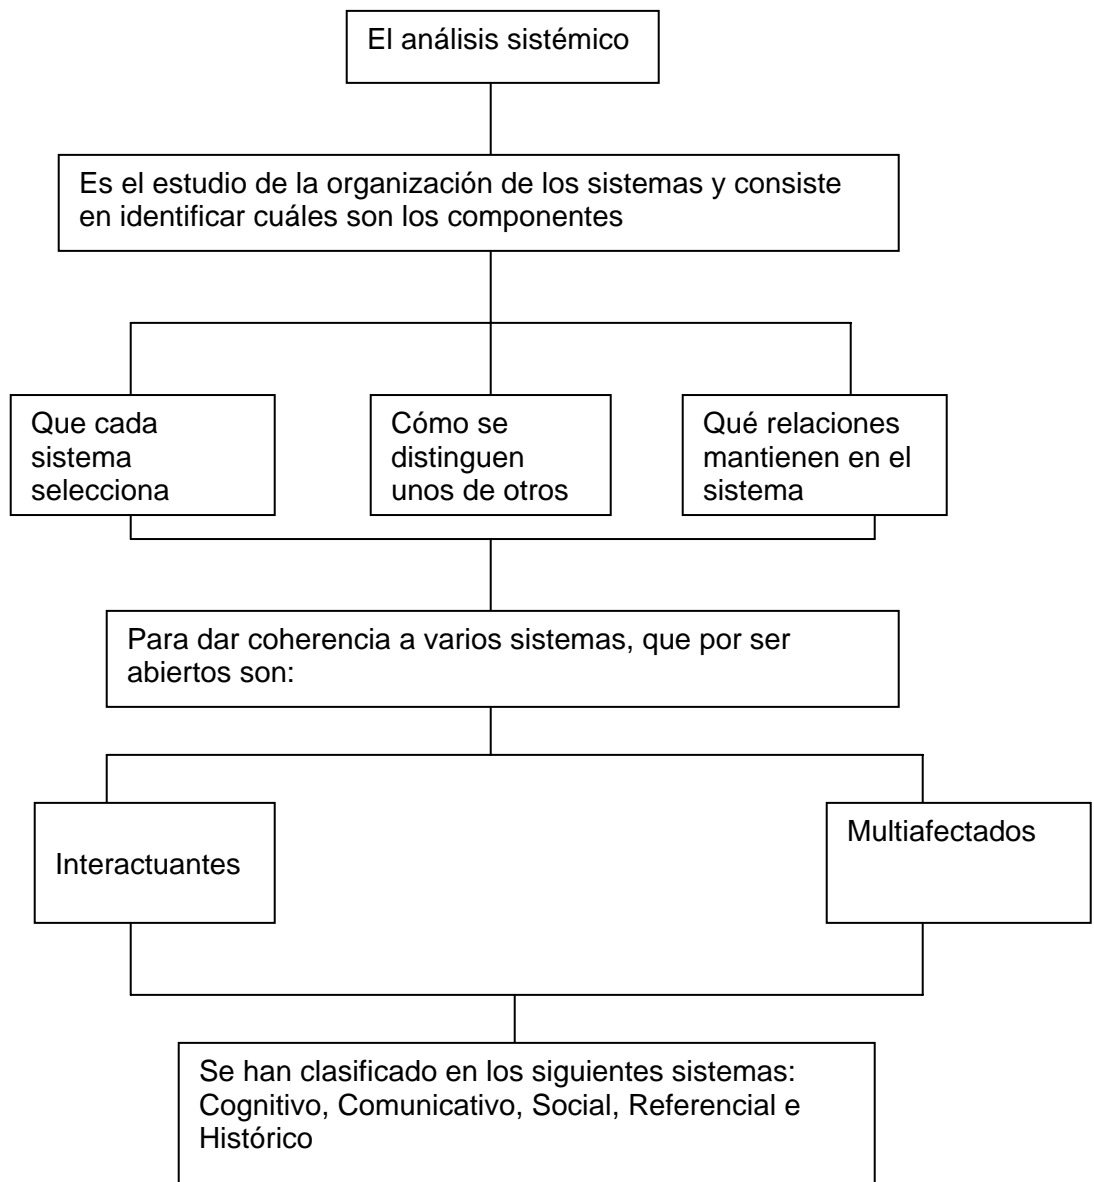 El análisis sistémico
Es el estudio de la organización de los sistemas y consiste
en identificar cuáles son los componentes
Que cada
sistema
selecciona
Cómo se
distinguen
unos de otros
Qué relaciones
mantienen en el
sistema
Para dar coherencia a varios sistemas, que por ser
abiertos son:
Interactuantes
Multiafectados
Se han clasificado en los siguientes sistemas:
Cognitivo, Comunicativo, Social, Referencial e
Histórico